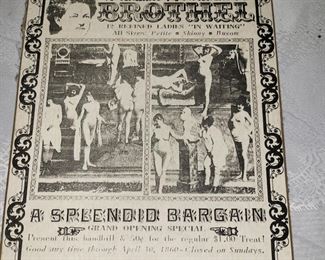 BROTHEL
12 REFINED LADIES "IN WAITING"
All Sizes: Petite • Skinny • Buxom
A SPLENDID BARGAIN
GRAND OPENING SPECIAL
Present this handbill & 50¢ for the regular $1.00 Treat!
Good any time through April 30, 1860 - Closed on Sundays.